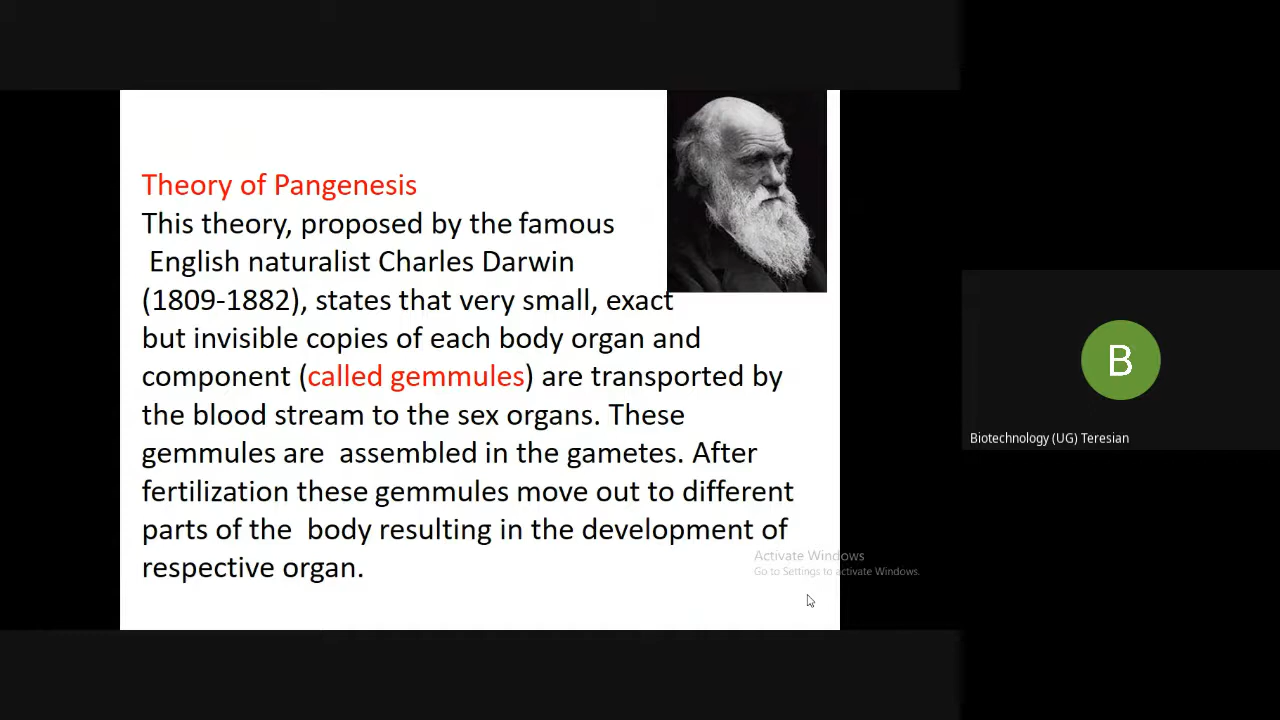 Theory of Pangenesis
This theory, proposed by the famous
English naturalist Charles Darwin
(1809-1882), states that very small, exact
but invisible copies of each body organ and
component (called gemmules) are transported by
the blood stream to the sex organs. These
gemmules are assembled in the gametes. After
fertilization these gemmules move out to different
parts of the body resulting in the development of
respective organ.
Activate Windows
Go to Settings to activate Windows.
B
Biotechnology (UG) Teresian